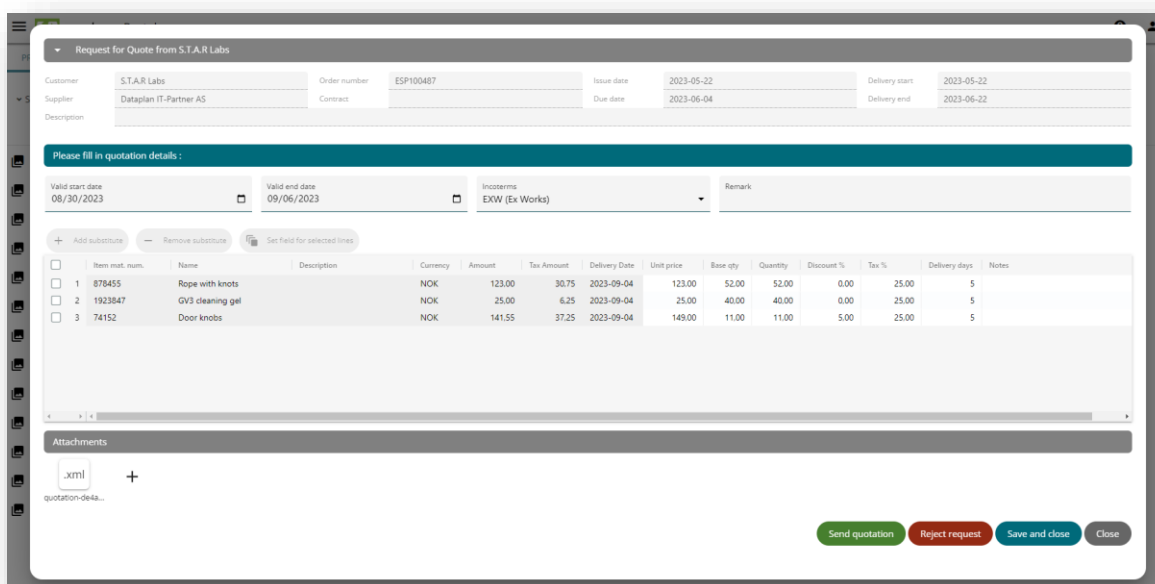 Request for Quote from S.T.A.R Labs
Customer S.T.A.R Labs Order number ESP100487 Issue date 2023-05-22 Delivery start 2023-05-22
Supplier Dataplan IT-Partner AS Contract Due date 2023-06-04 Delivery end 2023-06-22
Description
Please fill in quotation details :
Valid start date Valid end date Incoterms Remark
08/30/2023 09/06/2023 EXW (Ex Works)
+ Add substitute — Remove substitute Set field for selected lines
Item mat. num. Name Description Currency Amount Tax Amount Delivery Date Unit price Base qty Quantity Discount % Tax % Delivery days Notes
1 878455 Rope with knots NOK 123.00 30.75 2023-09-04 123.00 52.00 52.00 0.00 25.00 5
2 1923847 GV3 cleaning gel NOK 25.00 6.25 2023-09-04 25.00 40.00 40.00 0.00 25.00 5
3 74152 Door knobs NOK 141.55 37.25 2023-09-04 149.00 11.00 11.00 5.00 25.00 5
Attachments
.xml +
quotation-de4a...
Send quotation Reject request Save and close Close